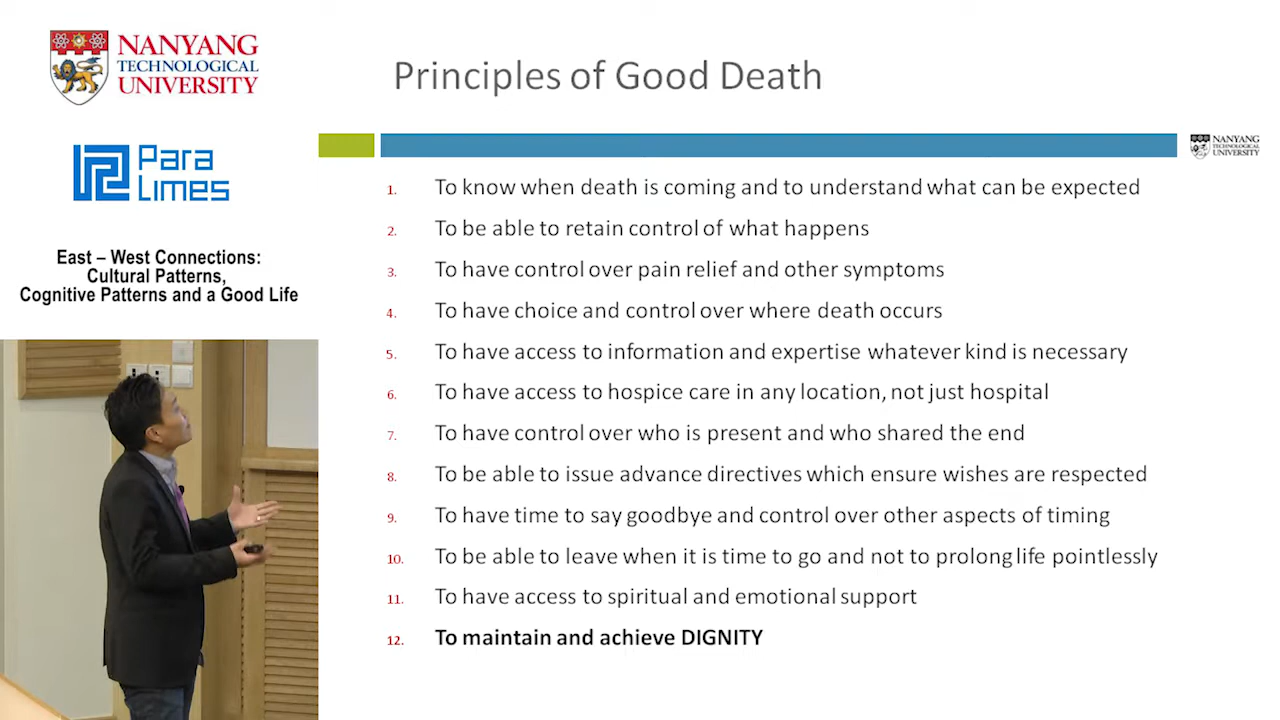 NANYANG
TECHNOLOGICAL
UNIVERSITY
Para
Limes
East – West Connections:
Cultural Patterns,
Cognitive Patterns and a Good Life
Principles of Good Death
NANYANG
TECHNOLOGICAL
UNIVERSITY
1. To know when death is coming and to understand what can be expected
2. To be able to retain control of what happens
3. To have control over pain relief and other symptoms
4. To have choice and control over where death occurs
5. To have access to information and expertise whatever kind is necessary
6. To have access to hospice care in any location, not just hospital
7. To have control over who is present and who shared the end
8. To be able to issue advance directives which ensure wishes are respected
9. To have time to say goodbye and control over other aspects of timing
10. To be able to leave when it is time to go and not to prolong life pointlessly
11. To have access to spiritual and emotional support
12. To maintain and achieve DIGNITY